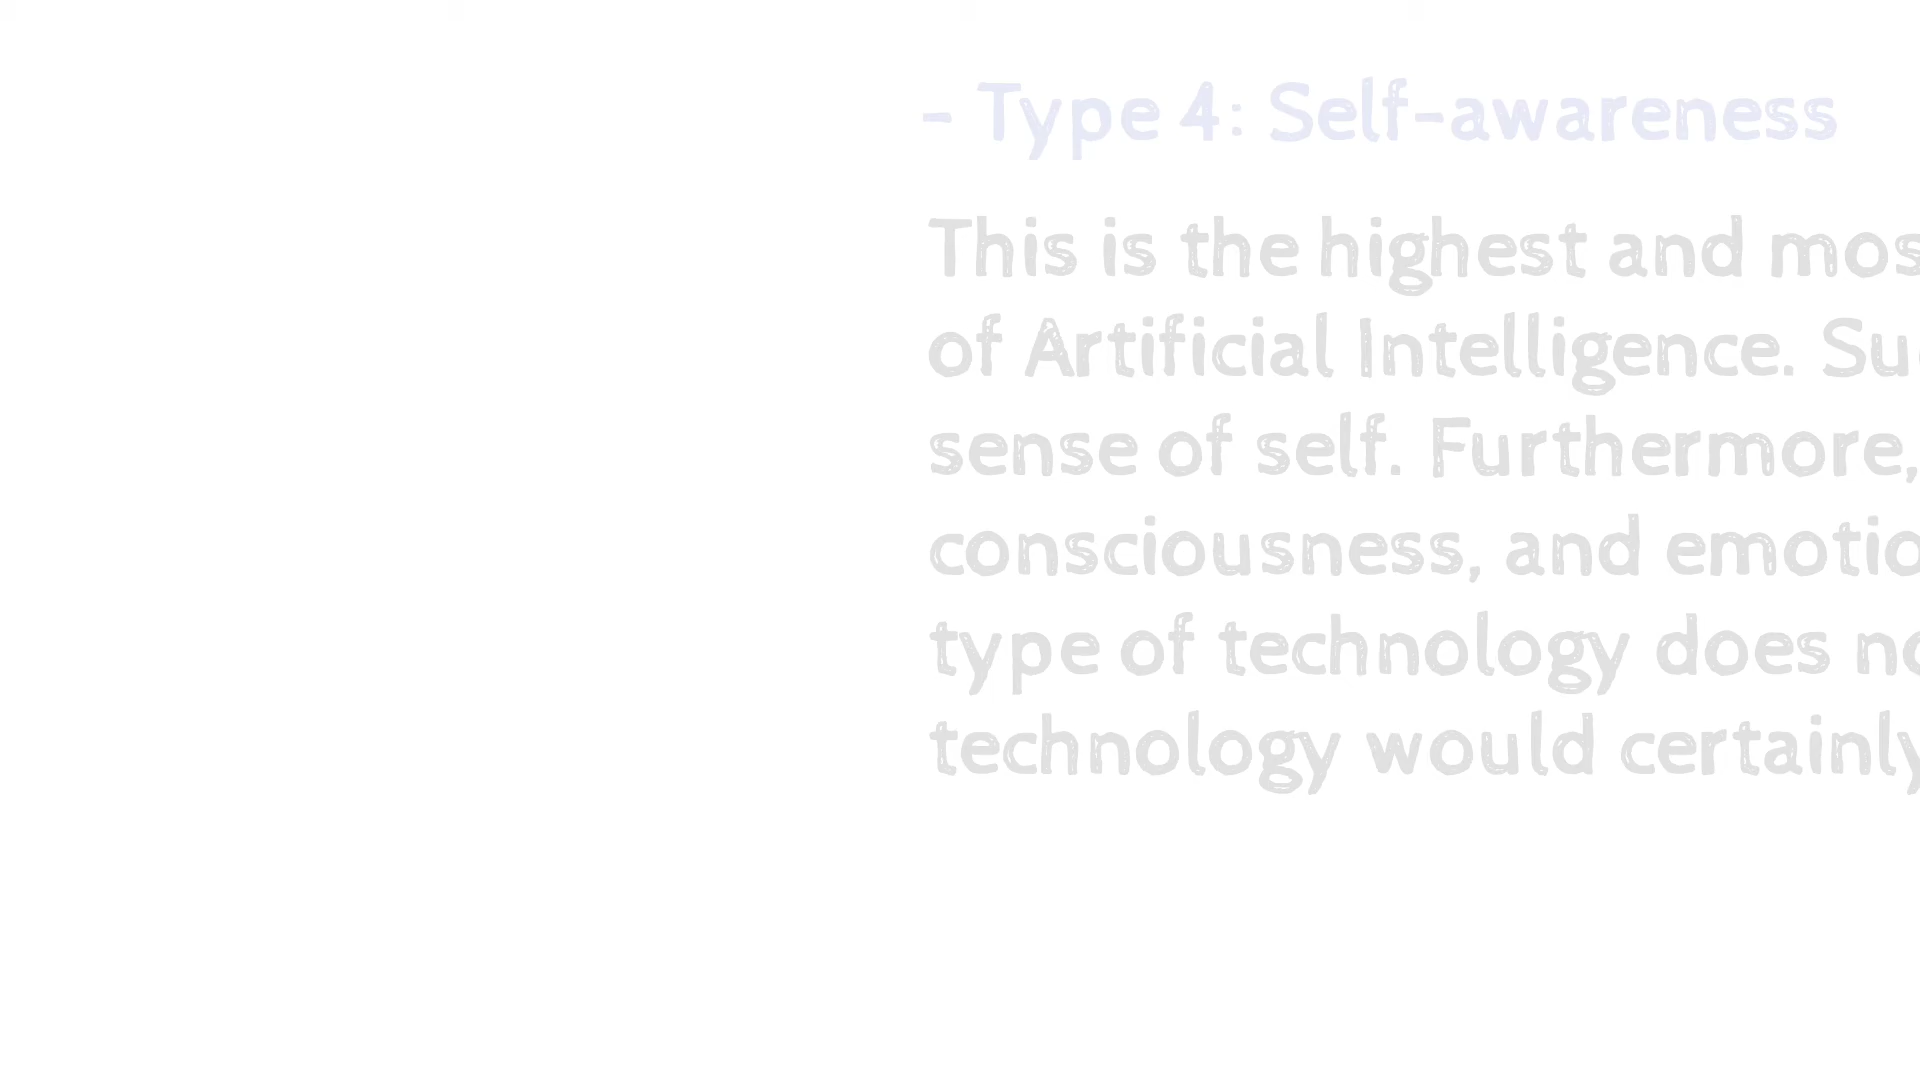 - Type 4: Self-awareness
This is the highest and mos
of Artificial Intelligence. Su
sense of self. Furthermore,
consciousness, and emotio
type of technology does no
technology would certainly